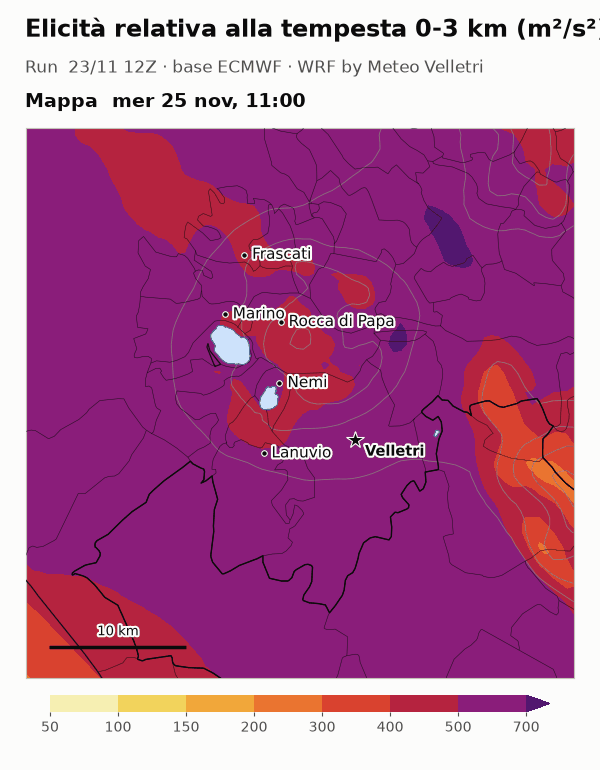 Elicità relativa alla tempesta 0-3 km (m²/s²)
Run 23/11 12Z · base ECMWF · WRF by Meteo Velletri
Mappa mer 25 nov, 11:00
Frascati
Marino
Rocca di Papa
Nemi
Velletri
Lanuvio
10 km
50 100 150 200 300 400 500 700